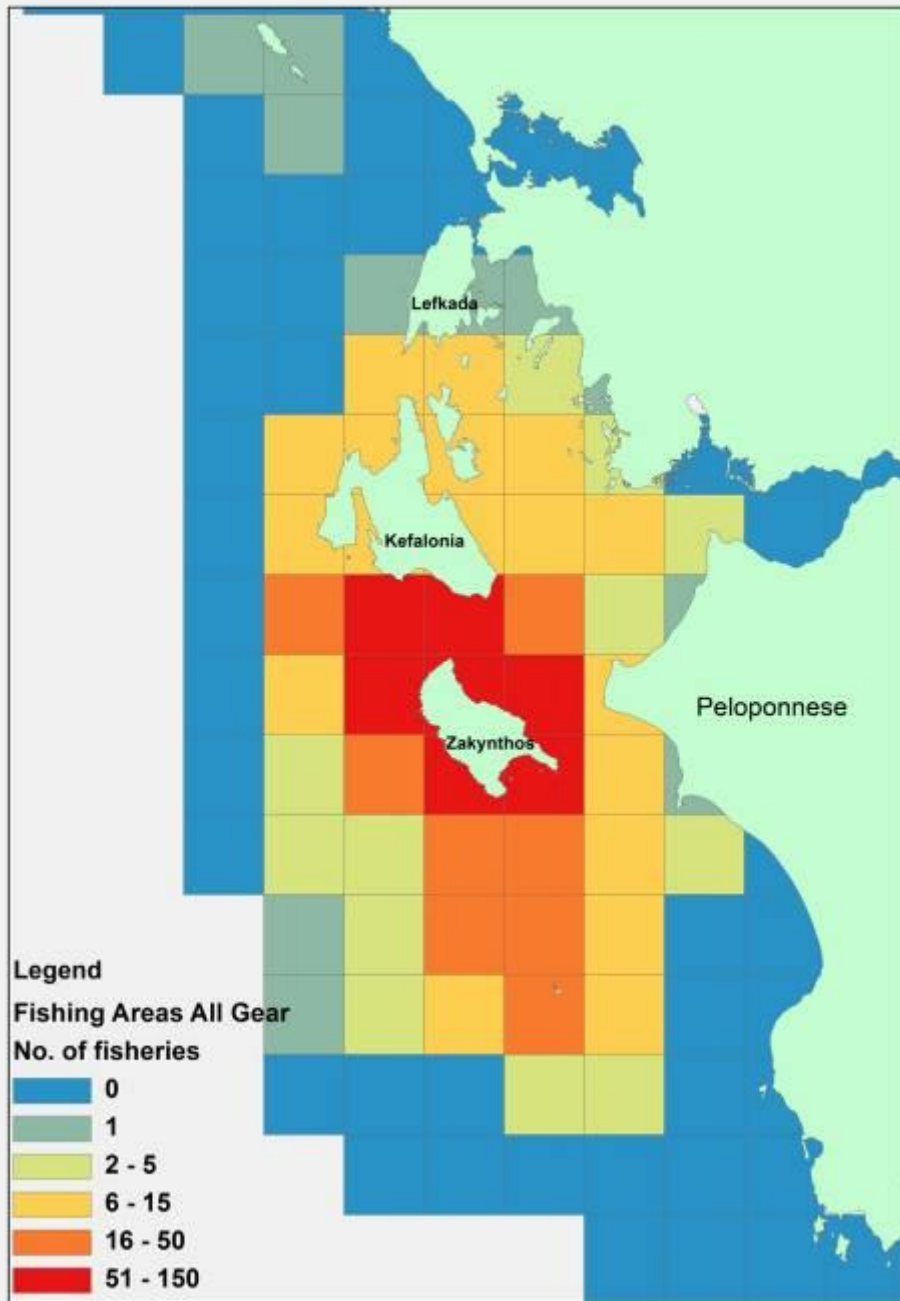 Lefkada
Kefalonia
Peloponnese
Zakynthos
Legend
Fishing Areas All Gear
No. of fisheries
0
1
2 - 5
6 - 15
16 - 50
51 - 150